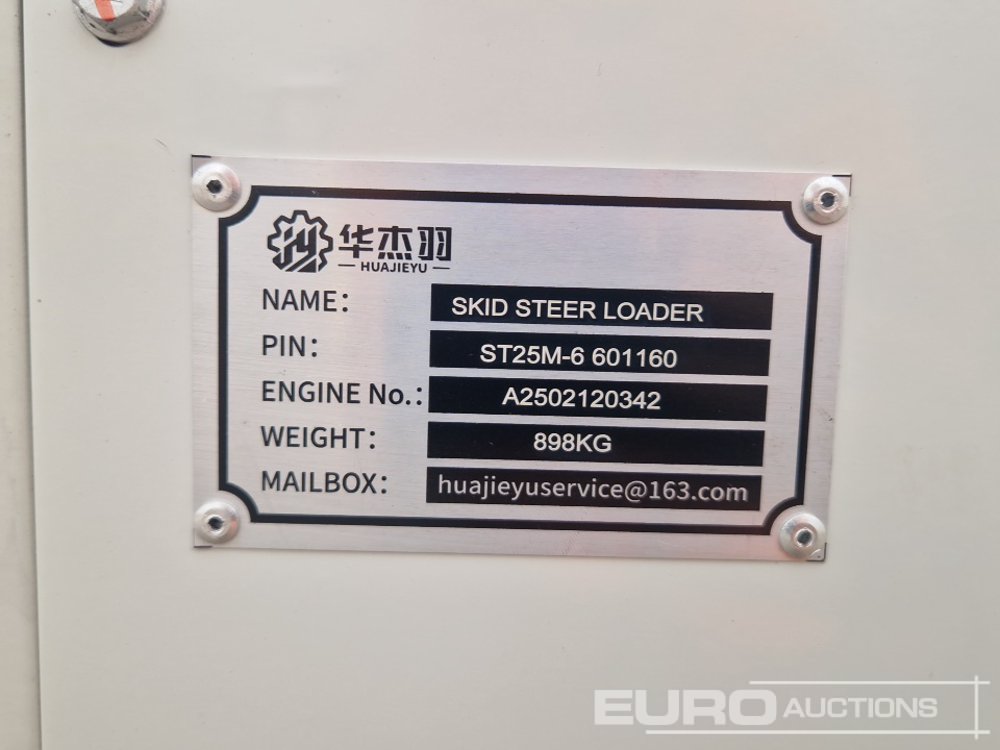 华杰羽
HUAJIEYU
NAME: SKID STEER LOADER
PIN: ST25M-6 601160
ENGINE No.: A2502120342
WEIGHT: 898KG
MAILBOX: huajieyuservice@163.com
EURO AUCTIONS